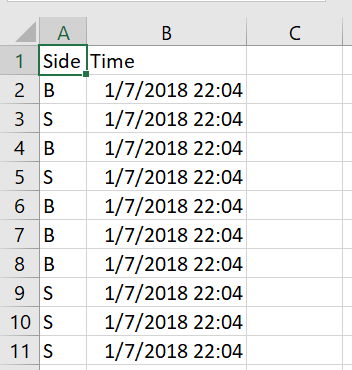 A B C
1 Side Time
2 B 1/7/2018 22:04
3 S 1/7/2018 22:04
4 B 1/7/2018 22:04
5 S 1/7/2018 22:04
6 B 1/7/2018 22:04
7 B 1/7/2018 22:04
8 B 1/7/2018 22:04
9 S 1/7/2018 22:04
10 S 1/7/2018 22:04
11 S 1/7/2018 22:04